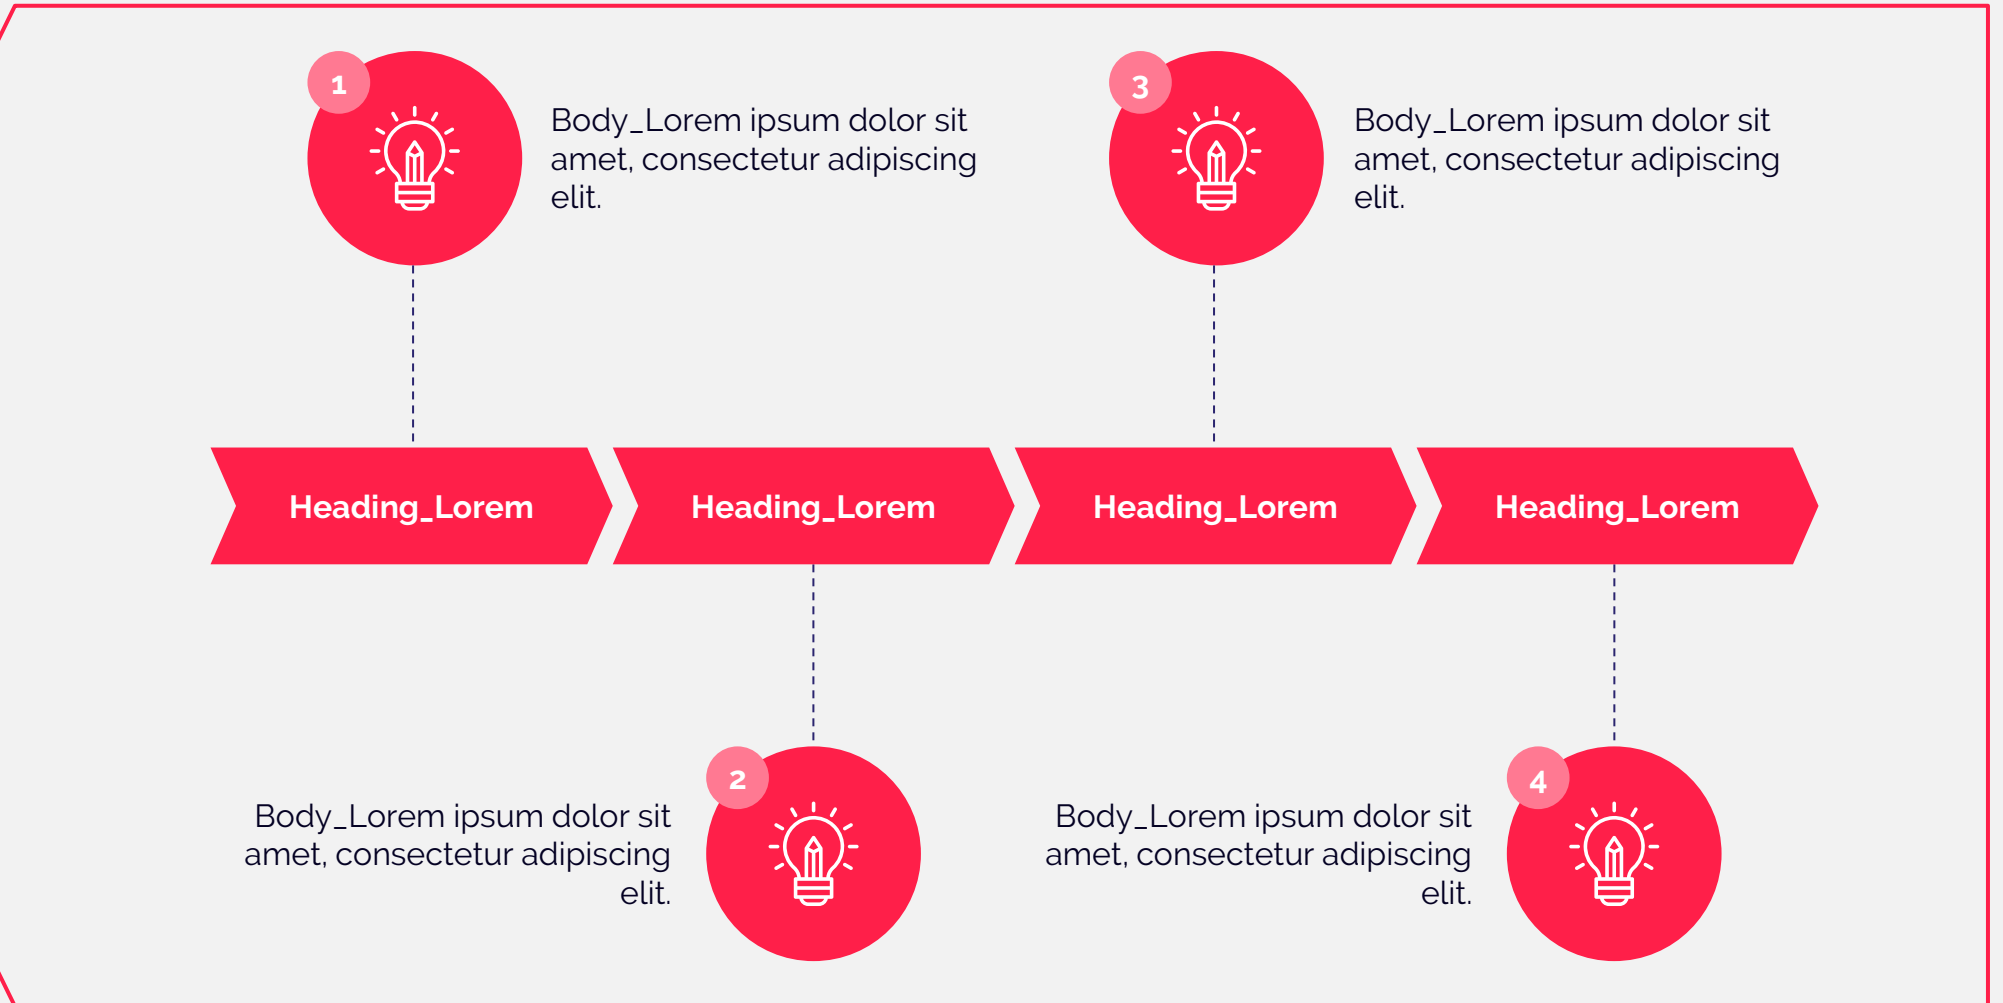 1
Body_Lorem ipsum dolor sit
amet, consectetur adipiscing
elit.
3
Body_Lorem ipsum dolor sit
amet, consectetur adipiscing
elit.
Heading_Lorem
Heading_Lorem
Heading_Lorem
Heading_Lorem
2
Body_Lorem ipsum dolor sit
amet, consectetur adipiscing
elit.
4
Body_Lorem ipsum dolor sit
amet, consectetur adipiscing
elit.